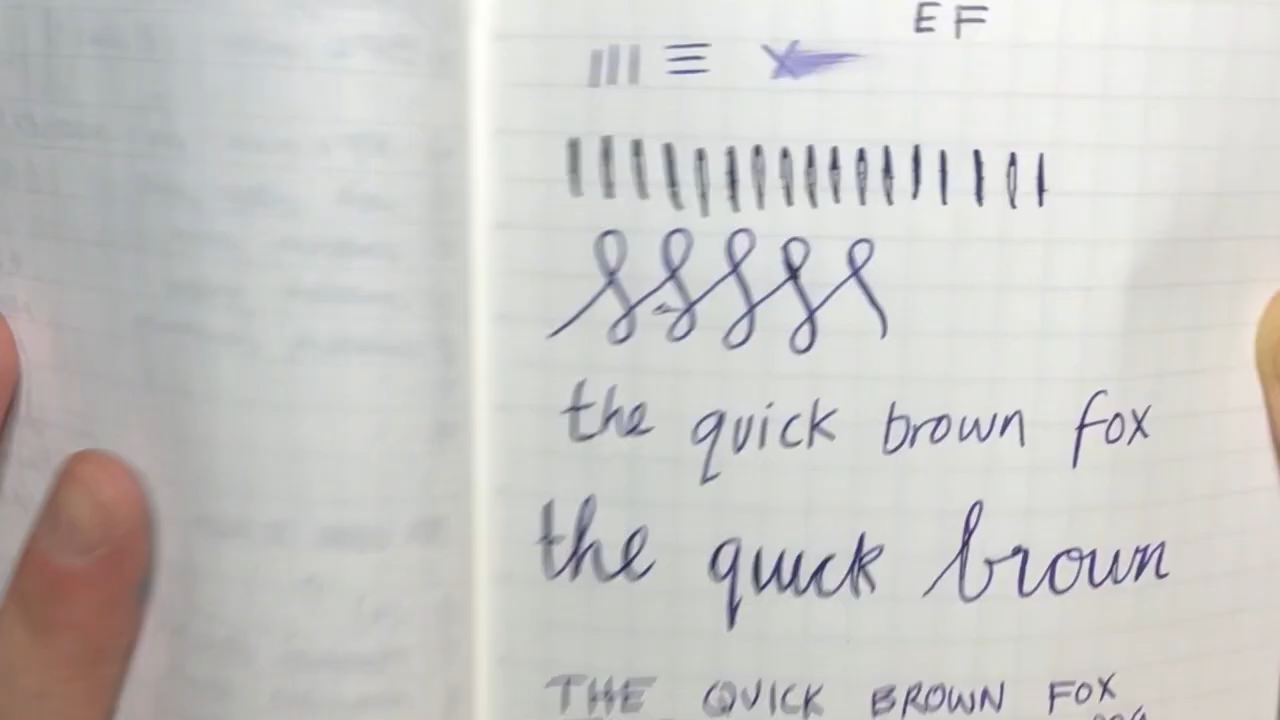 EF
the quick brown fox
the quick brown
THE QUICK BROWN FOX